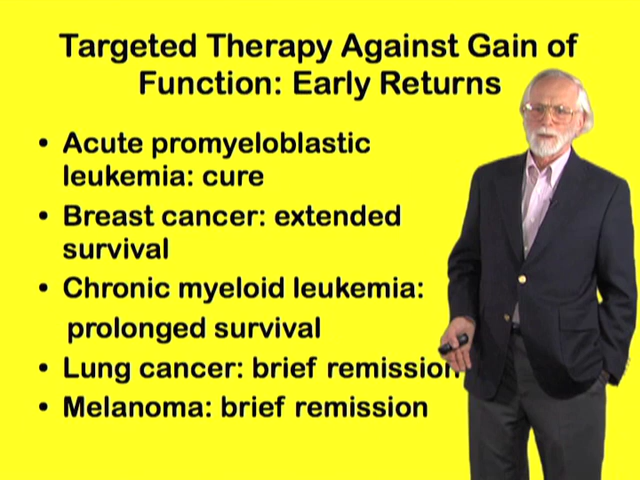 Targeted Therapy Against Gain of
Function: Early Returns
• Acute promyeloblastic
leukemia: cure
• Breast cancer: extended
survival
• Chronic myeloid leukemia:
prolonged survival
• Lung cancer: brief remission
• Melanoma: brief remission